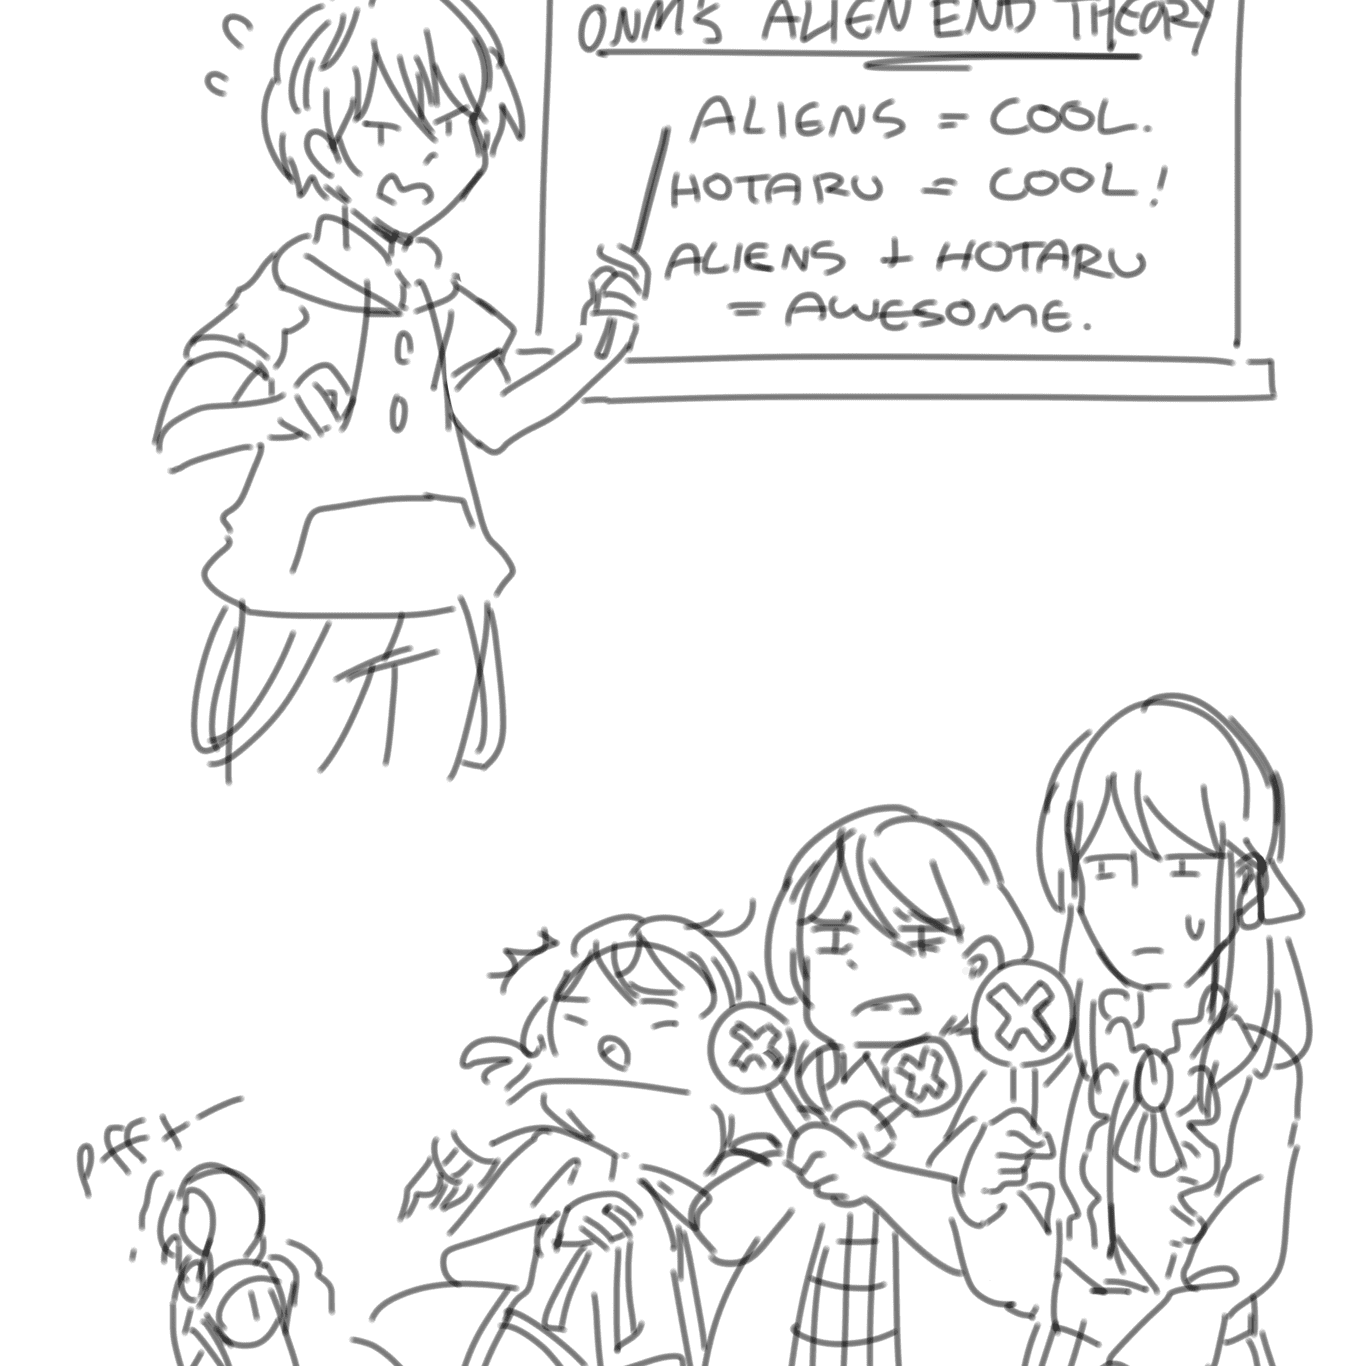 ONM'S ALIEN END THEORY
ALIENS = COOL.
HOTARU = COOL!
ALIENS + HOTARU
= AWESOME.
pfft—